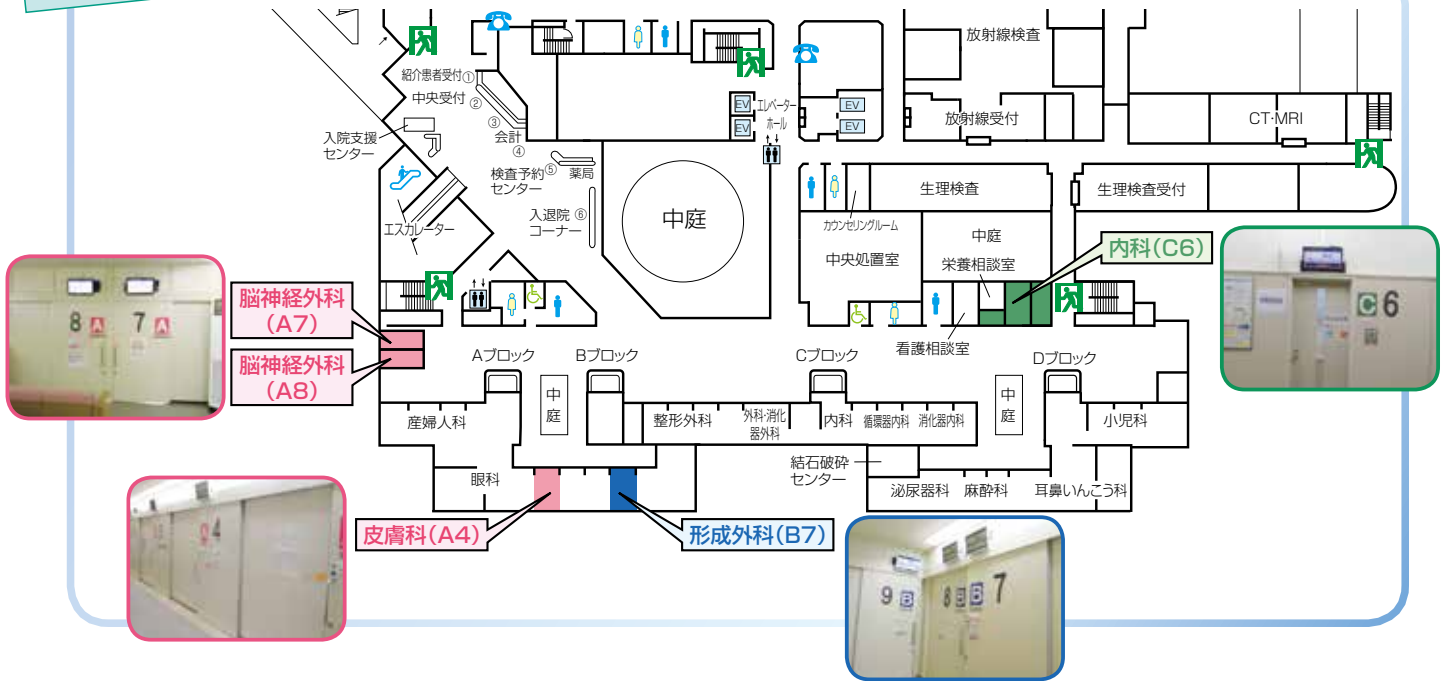 放射線検査
紹介患者受付①
中央受付
②
③
会計
④
入院支援
センター
検査予約
センター
⑤
薬局
入退院
コーナー
⑥
エスカレーター
EV
EV
エレベーター
ホール
EV
EV
放射線受付
CT・MRI
中庭
生理検査
生理検査受付
カウンセリングルーム
中央処置室
中庭
栄養相談室
看護相談室
内科(C6)
脳神経外科
(A7)
脳神経外科
(A8)
Aブロック
Bブロック
Cブロック
Dブロック
中
庭
中
庭
産婦人科
整形外科
外科・消化
器外科
内科
循環器内科
消化器内科
小児科
眼科
結石破砕
センター
泌尿器科
麻酔科
耳鼻いんこう科
皮膚科(A4)
形成外科(B7)
8 A
7 A
C 6
4
9 B
8 B
B 7